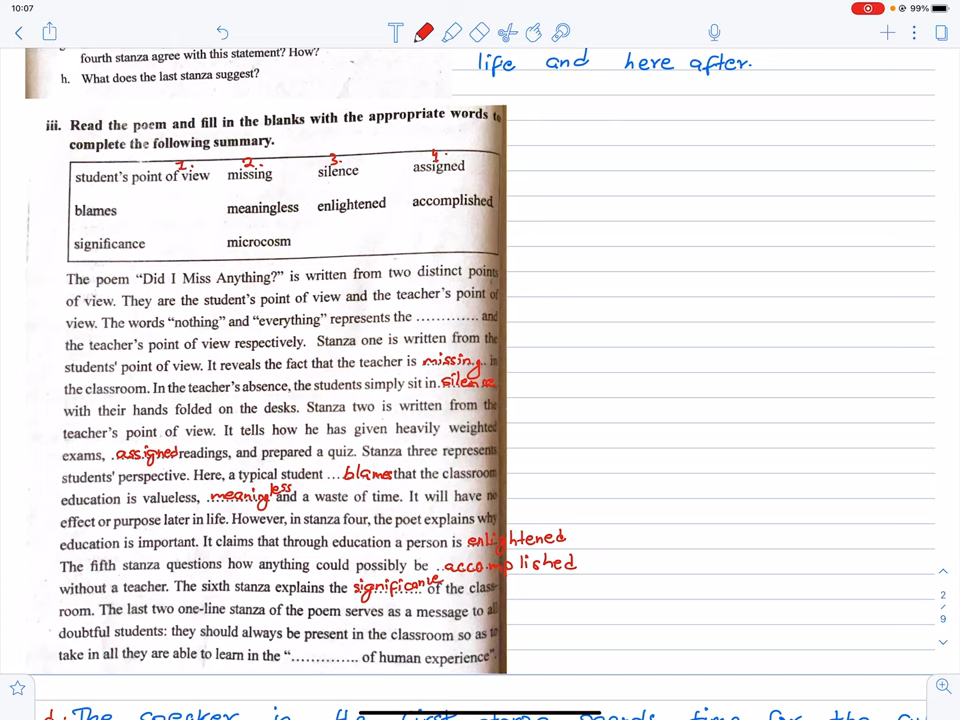 10:07
99%
fourth stanza agree with this statement? How?
h. What does the last stanza suggest?
life and here after.
iii. Read the poem and fill in the blanks with the appropriate words to
complete the following summary.
1. 2. 3. 4.
student's point of view missing silence assigned
blames meaningless enlightened accomplished
significance microcosm
The poem "Did I Miss Anything?" is written from two distinct points
of view. They are the student's point of view and the teacher's point of
view. The words "nothing" and "everything" represents the ............. and
the teacher's point of view respectively. Stanza one is written from the
students' point of view. It reveals the fact that the teacher is missing.. in
the classroom. In the teacher's absence, the students simply sit in. silence
with their hands folded on the desks. Stanza two is written from the
teacher's point of view. It tells how he has given heavily weighted
exams, .assigned readings, and prepared a quiz. Stanza three represents
students' perspective. Here, a typical student ...blames that the classroom
education is valueless, .meaningless and a waste of time. It will have no
effect or purpose later in life. However, in stanza four, the poet explains why
education is important. It claims that through education a person is enlightened
The fifth stanza questions how anything could possibly be ..accomplished
without a teacher. The sixth stanza explains the significance of the class-
room. The last two one-line stanza of the poem serves as a message to all
doubtful students: they should always be present in the classroom so as to
take in all they are able to learn in the ".............. of human experience".
2
/
9
The speaker in the first stanza spends time for the